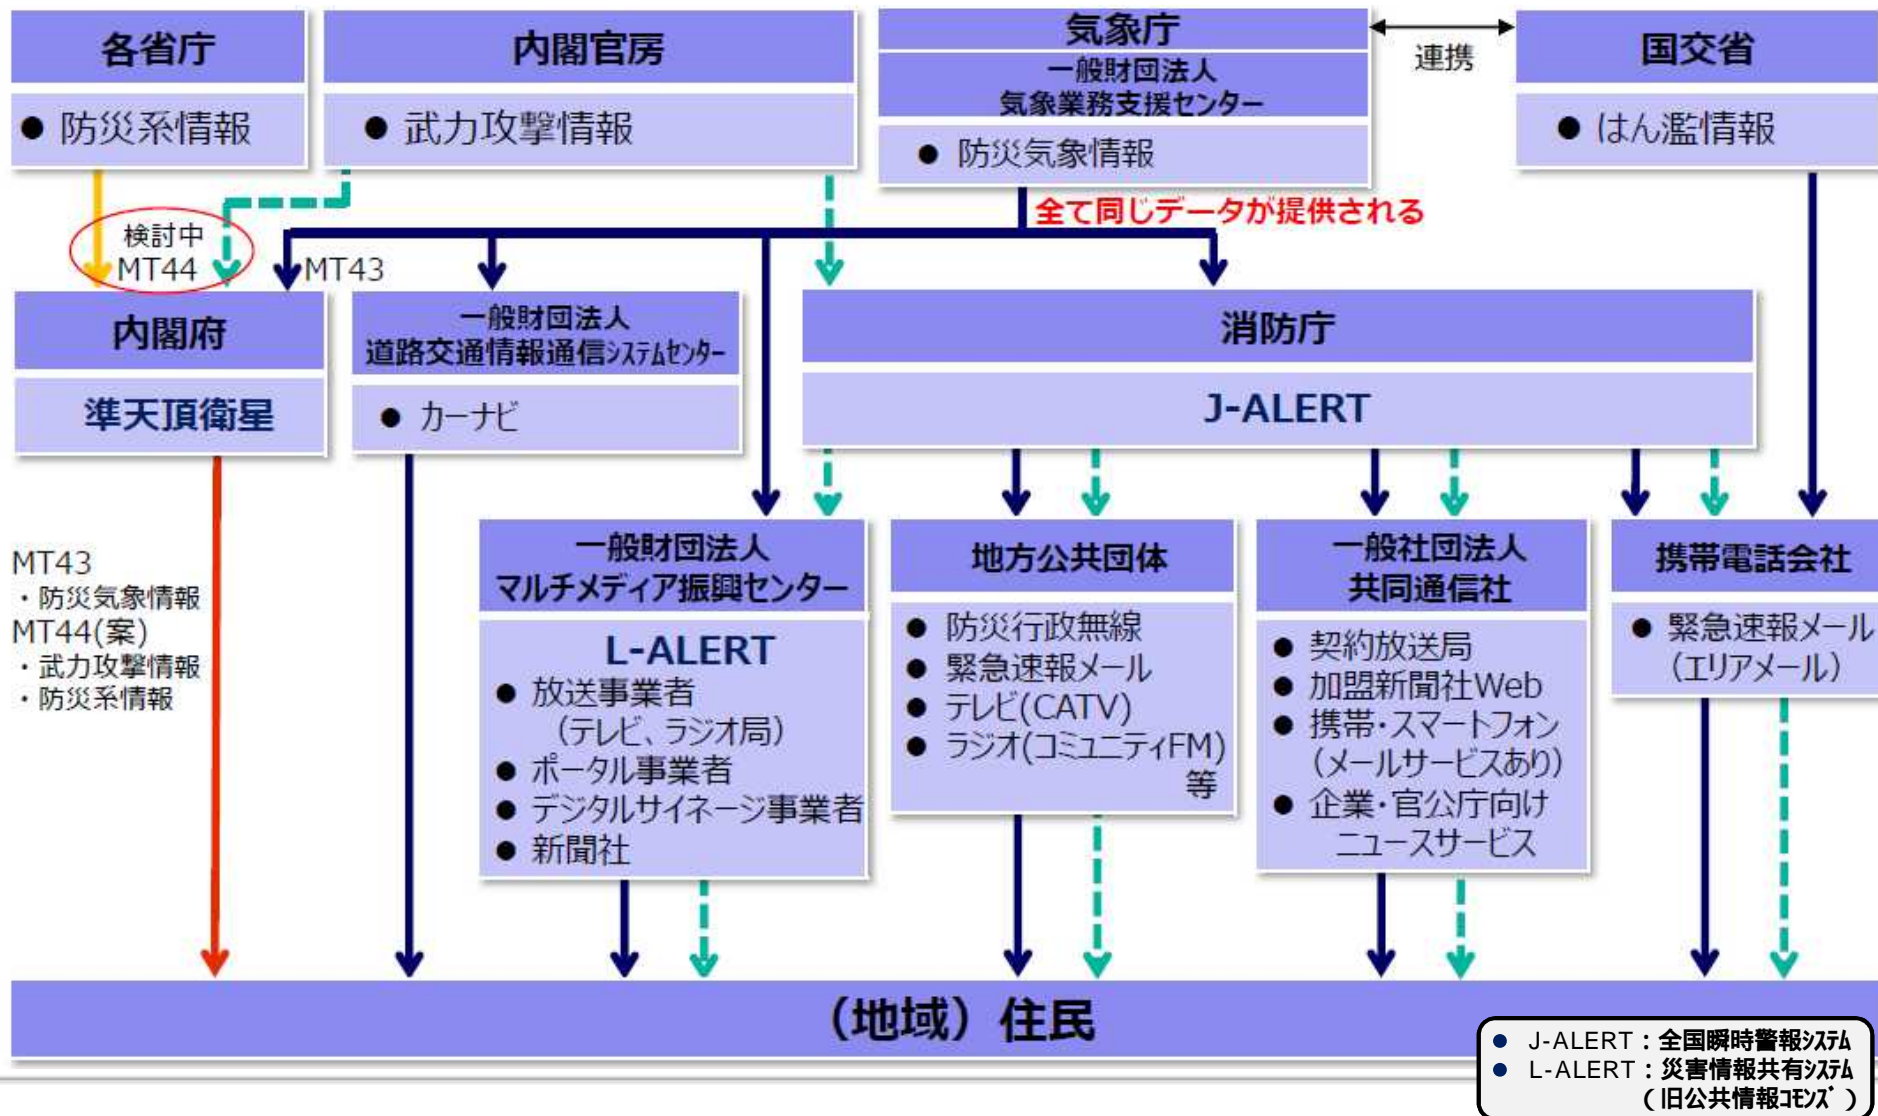 各省庁
● 防災系情報
内閣官房
● 武力攻撃情報
気象庁
一般財団法人
気象業務支援センター
● 防災気象情報
連携
国交省
● はん濫情報
全て同じデータが提供される
検討中
MT44
MT43
内閣府
準天頂衛星
一般財団法人
道路交通情報通信ｼｽﾃﾑｾﾝﾀｰ
● カーナビ
消防庁
J-ALERT
MT43
・防災気象情報
MT44(案)
・武力攻撃情報
・防災系情報
一般財団法人
マルチメディア振興センター
L-ALERT
● 放送事業者
（テレビ、ラジオ局）
● ポータル事業者
● デジタルサイネージ事業者
● 新聞社
地方公共団体
● 防災行政無線
● 緊急速報メール
● テレビ(CATV)
● ラジオ(コミュニティFM)
等
一般社団法人
共同通信社
● 契約放送局
● 加盟新聞社Web
● 携帯・スマートフォン
（メールサービスあり）
● 企業・官公庁向け
ニュースサービス
携帯電話会社
● 緊急速報メール
（エリアメール）
（地域）住民
● J-ALERT：全国瞬時警報ｼｽﾃﾑ
● L-ALERT：災害情報共有ｼｽﾃﾑ
（旧公共情報ｺﾓﾝｽﾞ）